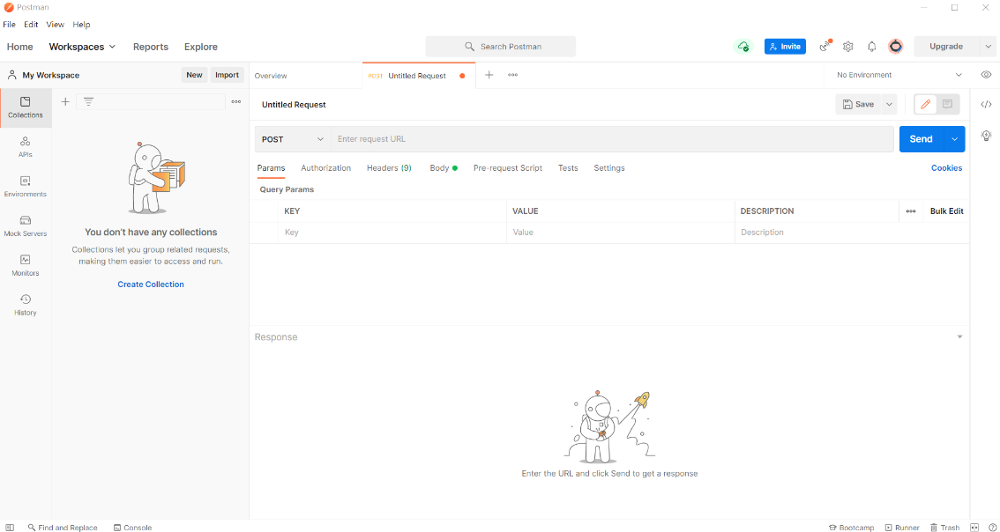 Postman
File Edit View Help
Home Workspaces Reports Explore Search Postman Invite Upgrade
My Workspace New Import Overview POST Untitled Request No Environment
Collections
APIs
Environments
Mock Servers
Monitors
History
You don't have any collections
Collections let you group related requests,
making them easier to access and run.
Create Collection
Untitled Request Save
POST Enter request URL Send
Params Authorization Headers (9) Body Pre-request Script Tests Settings Cookies
Query Params
KEY VALUE DESCRIPTION Bulk Edit
Key Value Description
Response
Enter the URL and click Send to get a response
Find and Replace Console Bootcamp Runner Trash